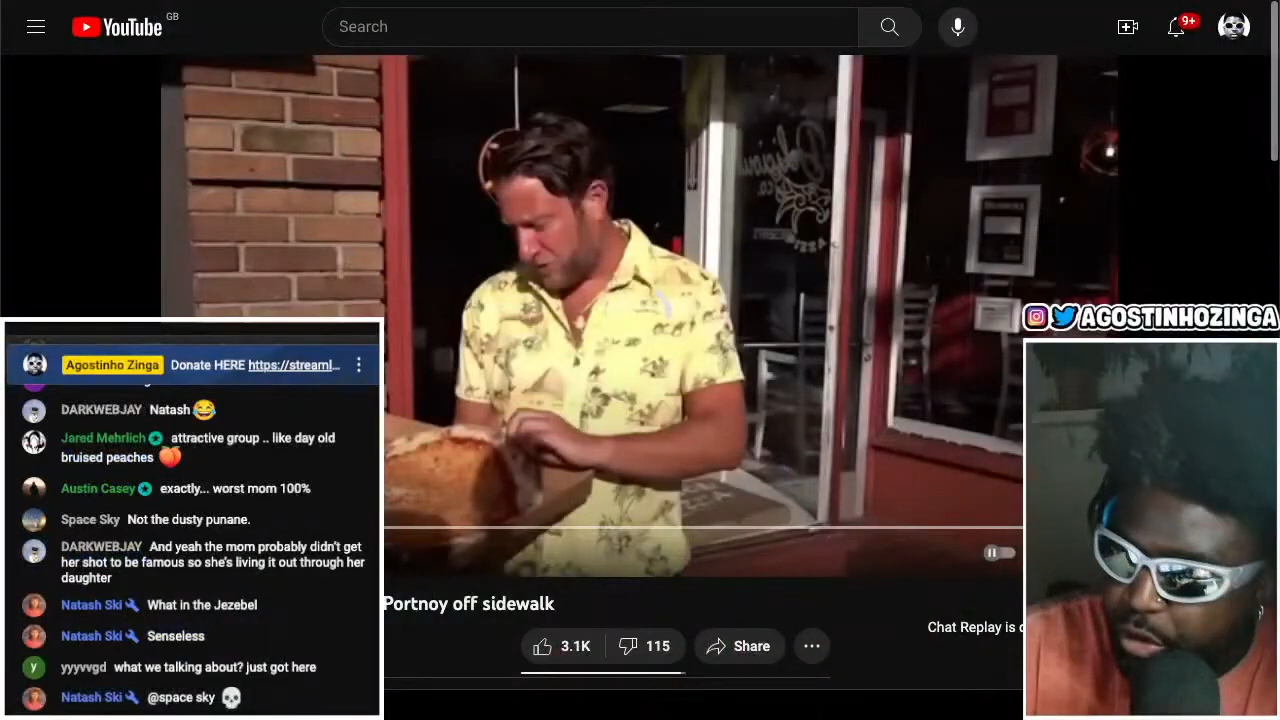 YouTube GB
Search
9+
AGOSTINHOZINGA
Agostinho Zinga Donate HERE https://streaml...
DARKWEBJAY Natash😂
Jared Mehrlich attractive group .. like day old
bruised peaches 🍑
Austin Casey exactly... worst mom 100%
Space Sky Not the dusty punane.
DARKWEBJAY And yeah the mom probably didn't get
her shot to be famous so she's living it out through her
daughter
Natash Ski What in the Jezebel
Natash Ski Senseless
yyyvvgd what we talking about? just got here
Natash Ski @space sky 💀
Portnoy off sidewalk
3.1K 115 Share
Chat Replay is